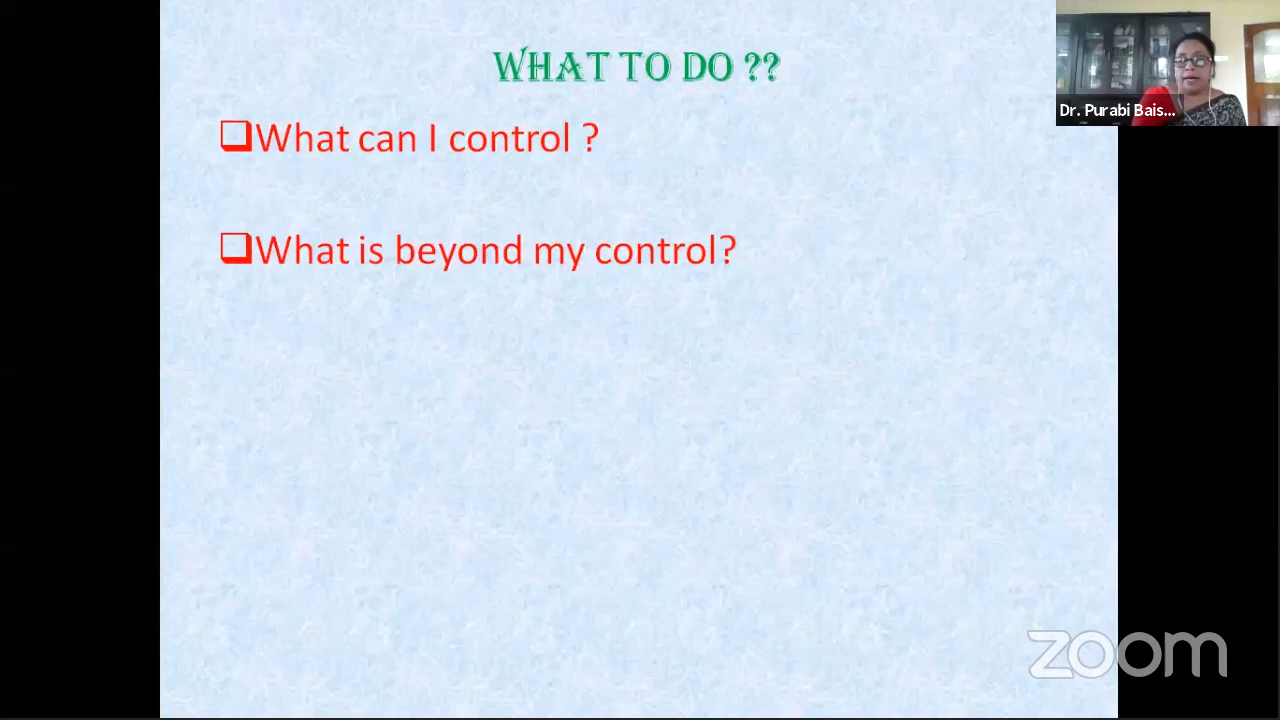 WHAT TO DO ??
What can I control ?
What is beyond my control?
Dr. Purabi Bais...
zoom